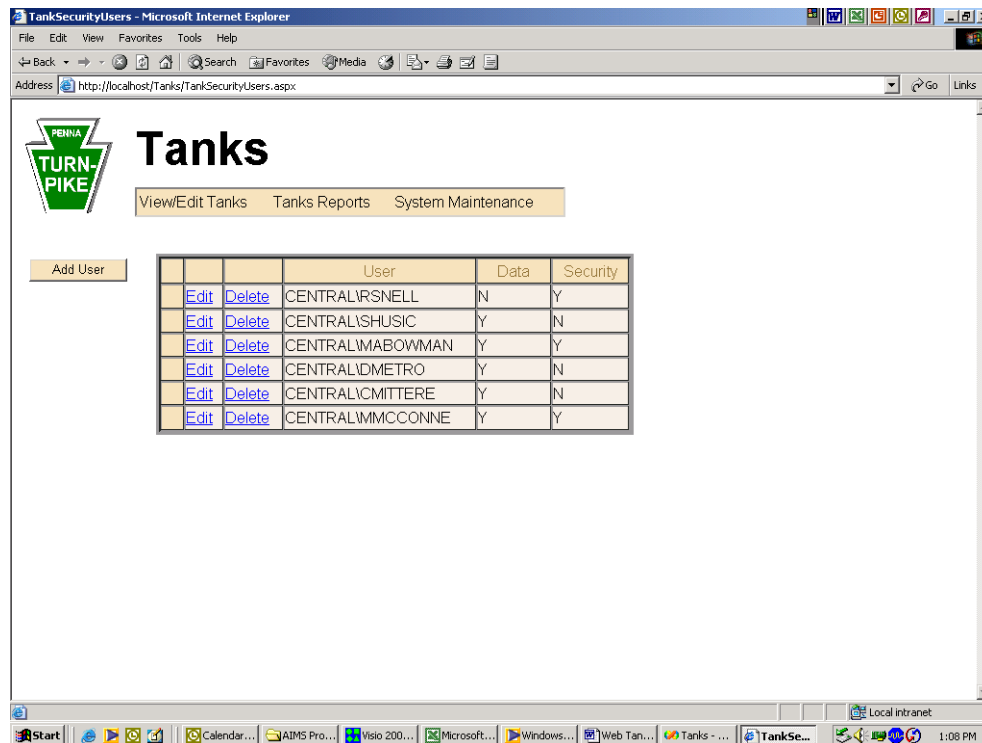 TankSecurityUsers - Microsoft Internet Explorer
File Edit View Favorites Tools Help
Back Search Favorites Media
Address http://localhost/Tanks/TankSecurityUsers.aspx Go Links
PENNA
TURN-
PIKE
Tanks
View/Edit Tanks Tanks Reports System Maintenance
Add User
User Data Security
Edit Delete CENTRAL\RSNELL N Y
Edit Delete CENTRAL\SHUSIC Y N
Edit Delete CENTRAL\MABOWMAN Y Y
Edit Delete CENTRAL\DMETRO Y N
Edit Delete CENTRAL\CMITTERE Y N
Edit Delete CENTRAL\MMCCONNE Y Y
Local intranet
Start Calendar... AIMS Pro... Visio 200... Microsoft... Windows... Web Tan... Tanks - ... TankSe... 1:08 PM